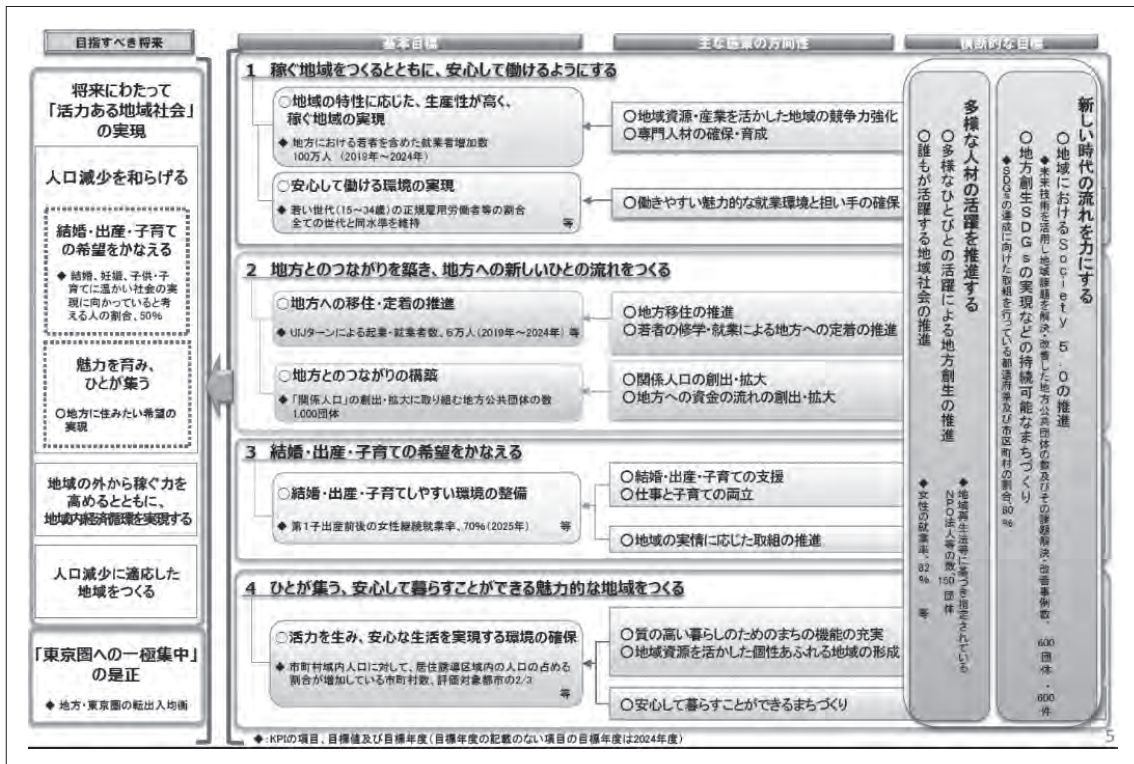 目指すべき将来
将来にわたって
「活力ある地域社会」
の実現
人口減少を和らげる
結婚・出産・子育て
の希望をかなえる
◆ 結婚、妊娠、子供・子
育てに温かい社会の実
現に向かっていると考
える人の割合、50%
魅力を育み、
ひとが集う
○地方に住みたい希望の
実現
地域の外から稼ぐ力を
高めるとともに、
地域内経済循環を実現する
人口減少に適応した
地域をつくる
「東京圏への一極集中」
の是正
◆ 地方・東京圏の転出入均衡
基本目標
主な施策の方向性
1 稼ぐ地域をつくるとともに、安心して働けるようにする
○地域の特性に応じた、生産性が高く、
稼ぐ地域の実現
◆ 地方における若者を含めた就業者増加数
100万人 (2019年~2024年)
○地域資源・産業を活かした地域の競争力強化
○専門人材の確保・育成
○安心して働ける環境の実現
◆ 若い世代(15~34歳)の正規雇用労働者等の割合
全ての世代と同水準を維持 等
○働きやすい魅力的な就業環境と担い手の確保
2 地方とのつながりを築き、地方への新しいひとの流れをつくる
○地方への移住・定着の推進
◆ UIJターンによる起業・就業者数、6万人(2019年~2024年) 等
○地方移住の推進
○若者の修学・就業による地方への定着の推進
○地方とのつながりの構築
◆ 「関係人口」の創出・拡大に取り組む地方公共団体の数
1,000団体
○関係人口の創出・拡大
○地方への資金の流れの創出・拡大
3 結婚・出産・子育ての希望をかなえる
○結婚・出産・子育てしやすい環境の整備
◆ 第1子出産前後の女性継続就業率、70%(2025年) 等
○結婚・出産・子育ての支援
○仕事と子育ての両立
○地域の実情に応じた取組の推進
4 ひとが集う、安心して暮らすことができる魅力的な地域をつくる
○活力を生み、安心な生活を実現する環境の確保
◆ 市町村域内人口に対して、居住誘導区域内の人口の占める
割合が増加している市町村数、評価対象都市の2/3
等
○質の高い暮らしのためのまちの機能の充実
○地域資源を活かした個性あふれる地域の形成
○安心して暮らすことができるまちづくり
横断的な目標
新しい時代の流れを力にする
○地域におけるSociety 5.0の推進
◆未来技術を活用し地域課題を解決・改善した地方公共団体の数及びその課題解決・改善事例数、600団体・600件
○地方創生SDGsの実現などの持続可能なまちづくり
◆SDGsの達成に向けた取組を行っている都道府県及び市区町村の割合、60%
多様な人材の活躍を推進する
○多様なひとびとの活躍による地方創生の推進
◆地域再生法等に基づき指定されている
NPO法人等の数、150団体
○誰もが活躍する地域社会の推進
◆女性の就業率、82% 等
◆:KPIの項目、目標値及び目標年度(目標年度の記載のない項目の目標年度は2024年度)
5